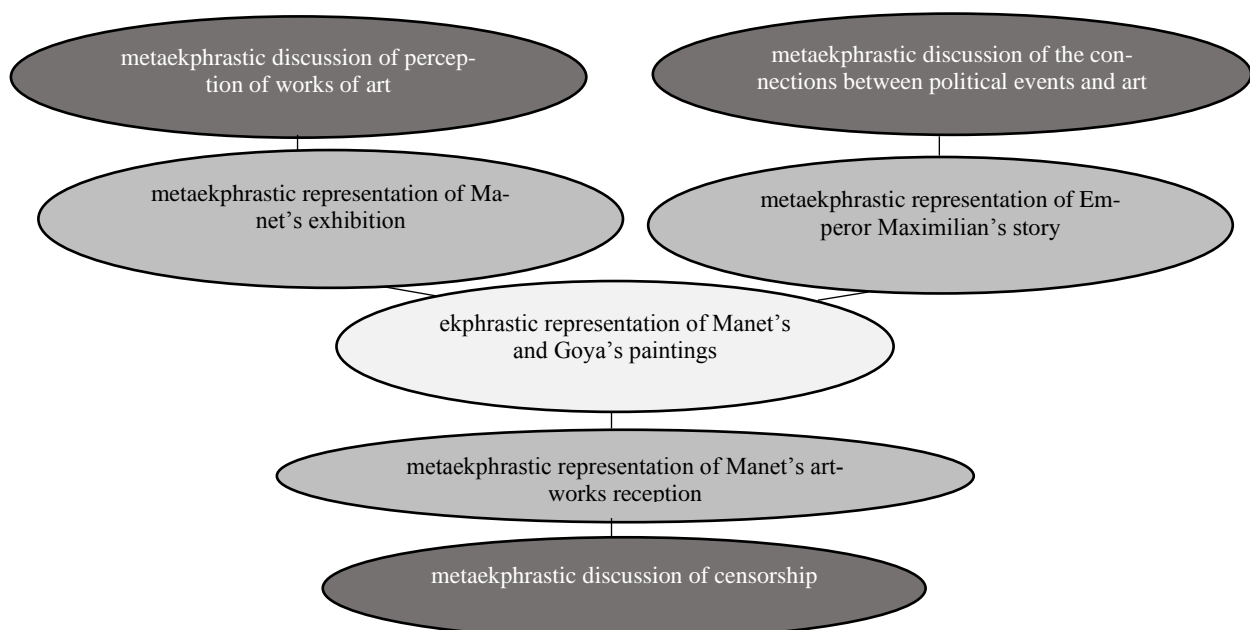 metaekphrastic discussion of percep-
tion of works of art
metaekphrastic discussion of the con-
nections between political events and art
metaekphrastic representation of Ma-
net’s exhibition
metaekphrastic representation of Em-
peror Maximilian’s story
ekphrastic representation of Manet’s
and Goya’s paintings
metaekphrastic representation of Manet’s art-
works reception
metaekphrastic discussion of censorship